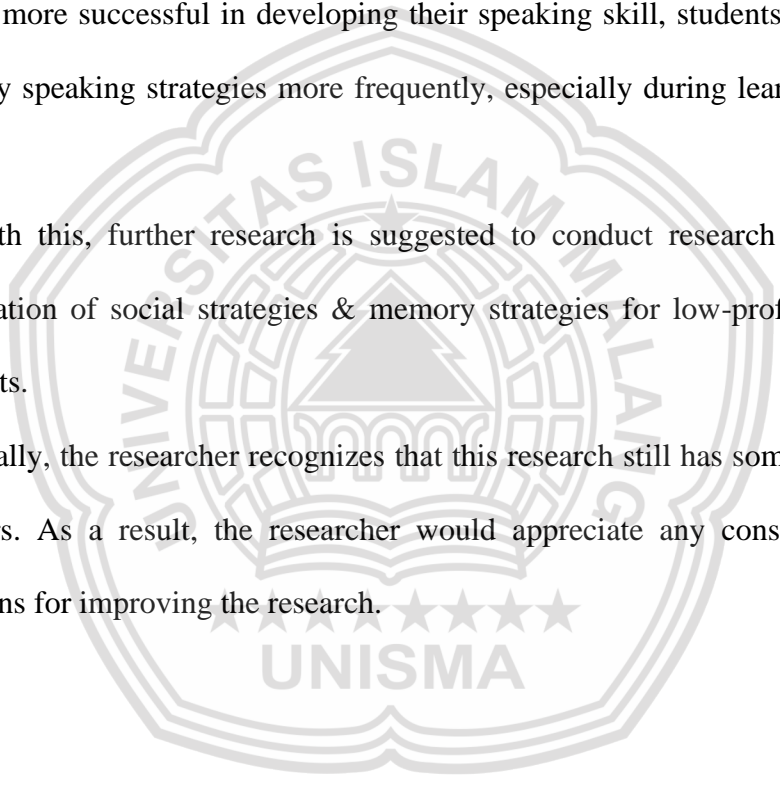 more successful in developing their speaking skill, students
y speaking strategies more frequently, especially during lear
th this, further research is suggested to conduct research
ation of social strategies & memory strategies for low-prof
ts.
ally, the researcher recognizes that this research still has som
rs. As a result, the researcher would appreciate any cons
ns for improving the research.
UNIVERSITAS ISLAM MALANG
UNISMA